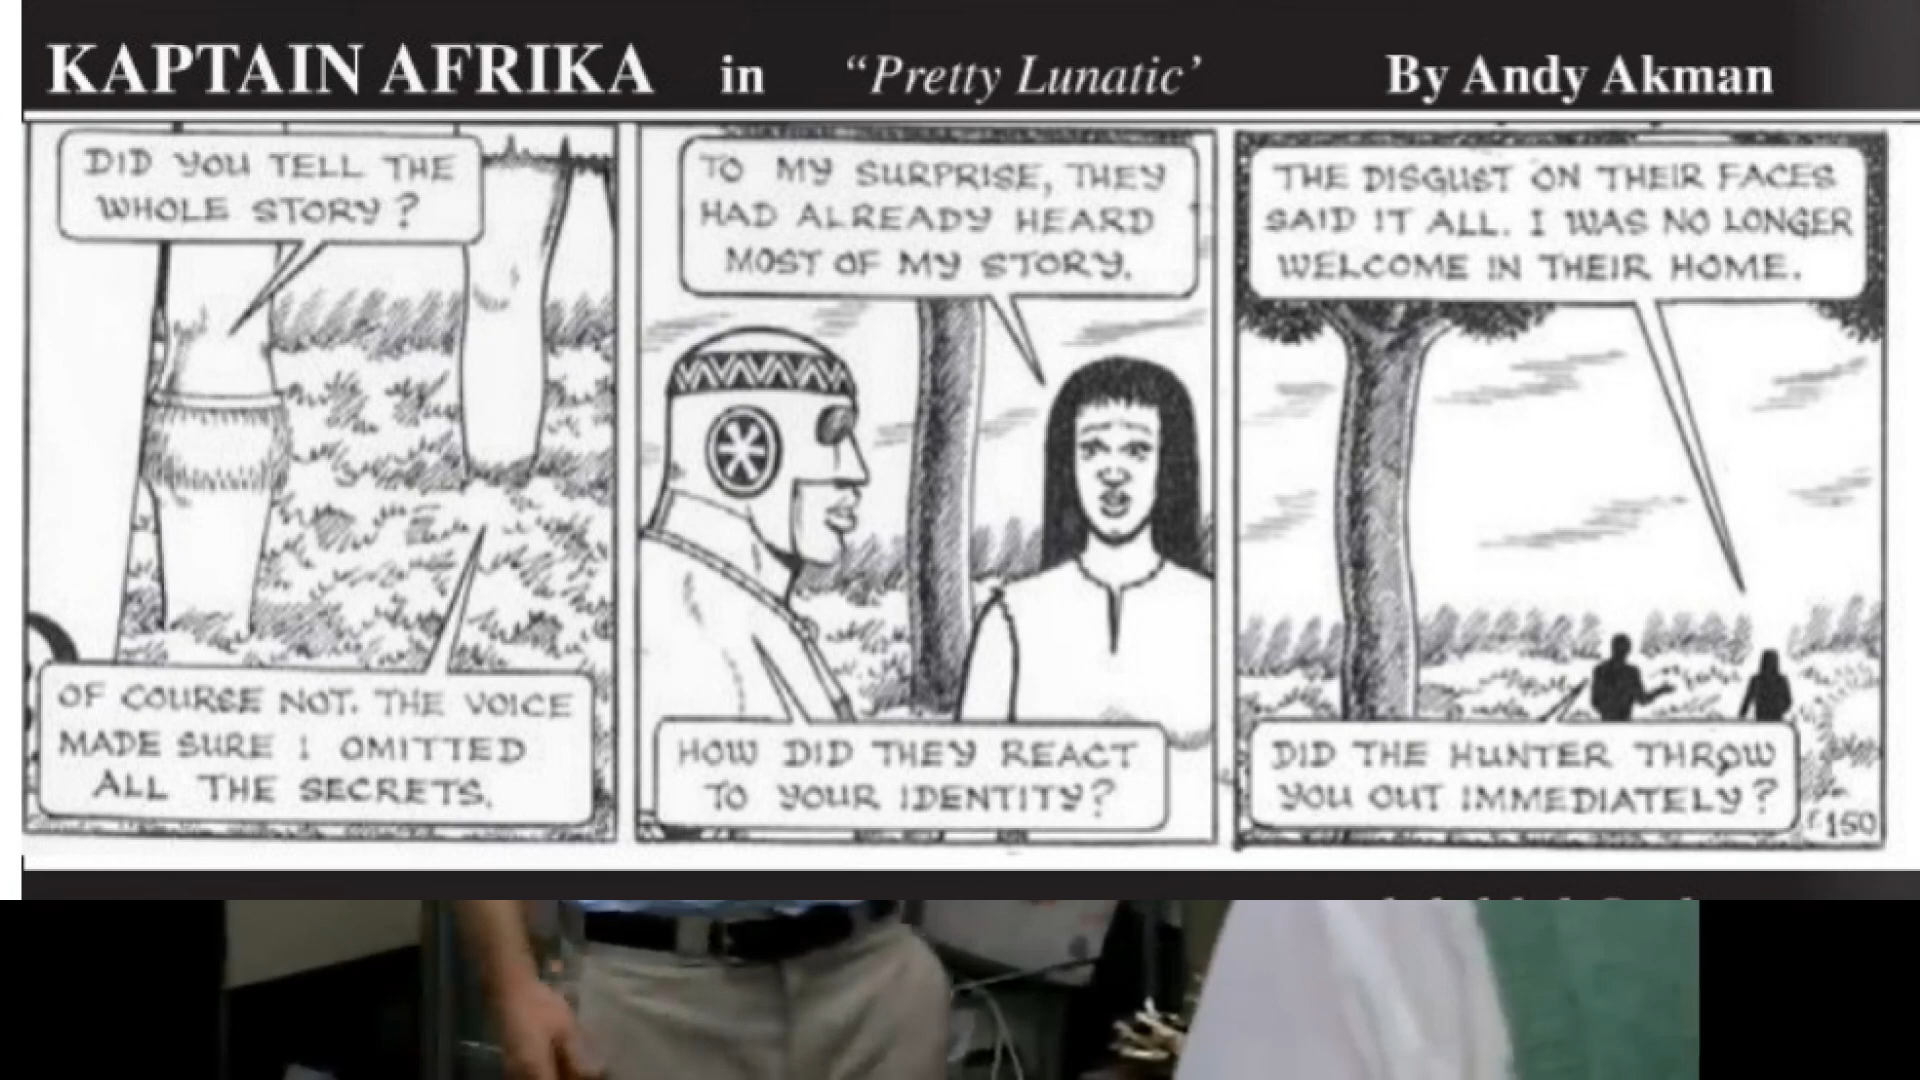 KAPTAIN AFRIKA in “Pretty Lunatic’ By Andy Akman
DID YOU TELL THE
WHOLE STORY?
OF COURSE NOT. THE VOICE
MADE SURE I OMITTED
ALL THE SECRETS.
TO MY SURPRISE, THEY
HAD ALREADY HEARD
MOST OF MY STORY.
HOW DID THEY REACT
TO YOUR IDENTITY?
THE DISGUST ON THEIR FACES
SAID IT ALL. I WAS NO LONGER
WELCOME IN THEIR HOME.
DID THE HUNTER THROW
YOU OUT IMMEDIATELY?
150